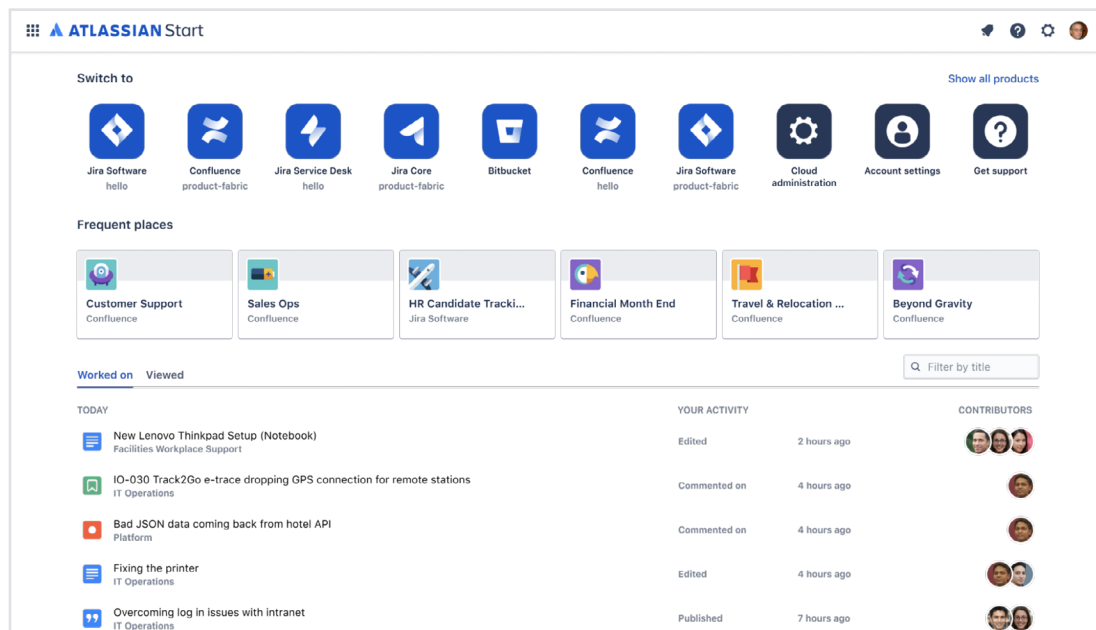 ATLASSIAN Start
Switch to
Show all products
Jira Software
hello
Confluence
product-fabric
Jira Service Desk
hello
Jira Core
product-fabric
Bitbucket
Confluence
hello
Jira Software
product-fabric
Cloud
administration
Account settings
Get support
Frequent places
Customer Support
Confluence
Sales Ops
Confluence
HR Candidate Tracki...
Jira Software
Financial Month End
Confluence
Travel & Relocation ...
Confluence
Beyond Gravity
Confluence
Worked on Viewed
Filter by title
TODAY YOUR ACTIVITY CONTRIBUTORS
New Lenovo Thinkpad Setup (Notebook)
Facilities Workplace Support
Edited 2 hours ago
IO-030 Track2Go e-trace dropping GPS connection for remote stations
IT Operations
Commented on 4 hours ago
Bad JSON data coming back from hotel API
Platform
Commented on 4 hours ago
Fixing the printer
IT Operations
Edited 4 hours ago
Overcoming log in issues with intranet
IT Operations
Published 7 hours ago